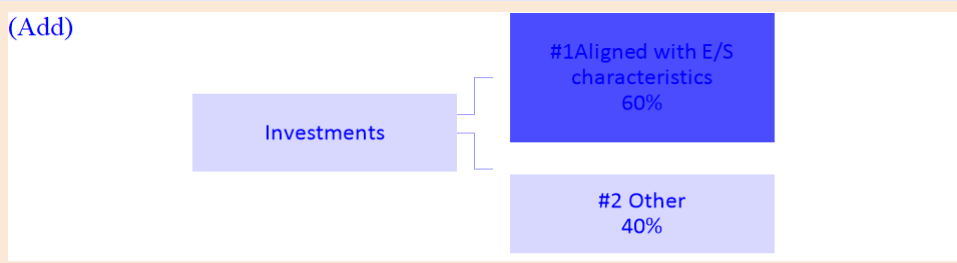 (Add)
#1Aligned with E/S
characteristics
60%
Investments
#2 Other
40%